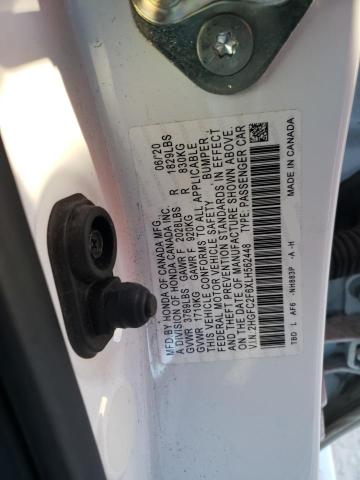 MFD. BY HONDA OF CANADA MFG. 06/20
A DIVISION OF HONDA CANADA INC.
GVWR 3769LBS GAWR F 2028LBS R 1829LBS
GVWR 1710KG GAWR F 920KG R 830KG
THIS VEHICLE CONFORMS TO ALL APPLICABLE
FEDERAL MOTOR VEHICLE SAFETY, BUMPER,
THEFT PREVENTION STANDARDS IN EFFECT
ON THE DATE OF MANUFACTURE SHOWN ABOVE.
V.I.N. 2HGFC2F6XLH562448 TYPE: PASSENGER CAR
TBD L AF6 NH883P -A -H MADE IN CANADA